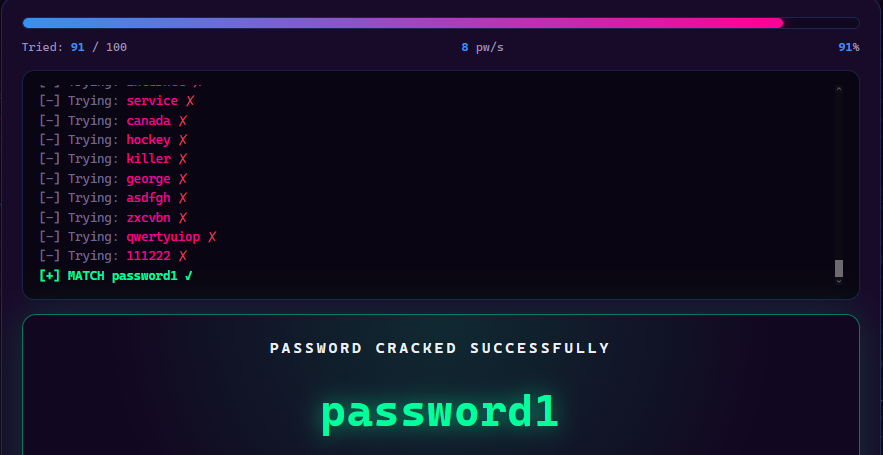 Tried: 91 / 100 8 pw/s 91%
[-] Trying: service ✗
[-] Trying: canada ✗
[-] Trying: hockey ✗
[-] Trying: killer ✗
[-] Trying: george ✗
[-] Trying: asdfgh ✗
[-] Trying: zxcvbn ✗
[-] Trying: qwertyuiop ✗
[-] Trying: 111222 ✗
[+] MATCH password1 ✓
PASSWORD CRACKED SUCCESSFULLY
password1